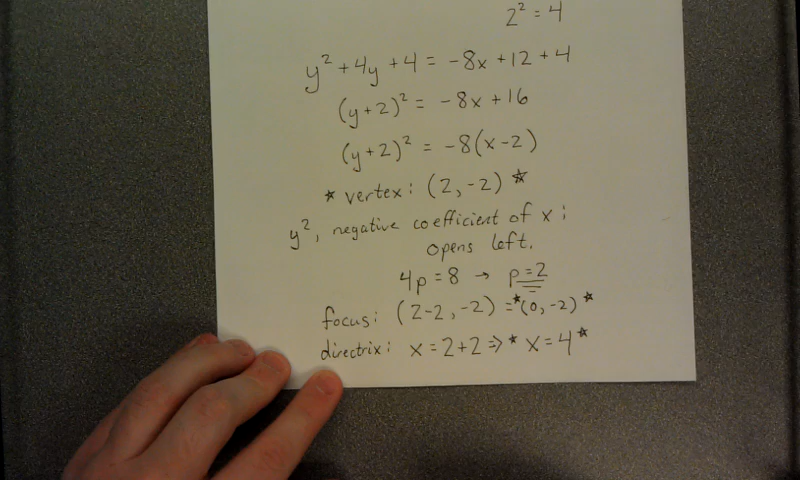 2² = 4
y² + 4y + 4 = -8x + 12 + 4
(y+2)² = -8x + 16
(y+2)² = -8(x-2)
* vertex: (2, -2) *
y², negative coefficient of x:
opens left.
4p = 8 → p = 2
focus: (2-2, -2) = *(0, -2)*
directrix: x = 2+2 ⇒ * x = 4*